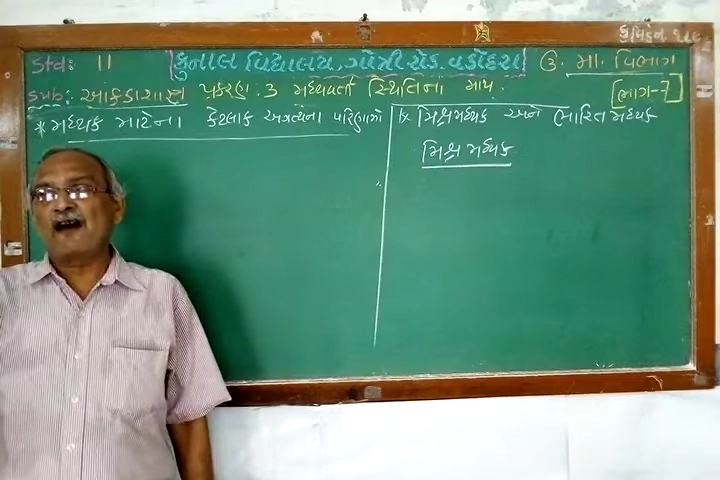 Std: 11 કુનાલ વિદ્યાલય, ગોત્રી રોડ, વડોદરા ઉ. મા. વિભાગ
Sub: આંકડાશાસ્ત્ર પ્રકરણ: 3 મધ્યવર્તી સ્થિતિના માપ [ભાગ-7]
* મધ્યક માટેના કેટલાક અગત્યના પરિણામો
* મિશ્ર મધ્યક અને ભારિત મધ્યક
મિશ્ર મધ્યક